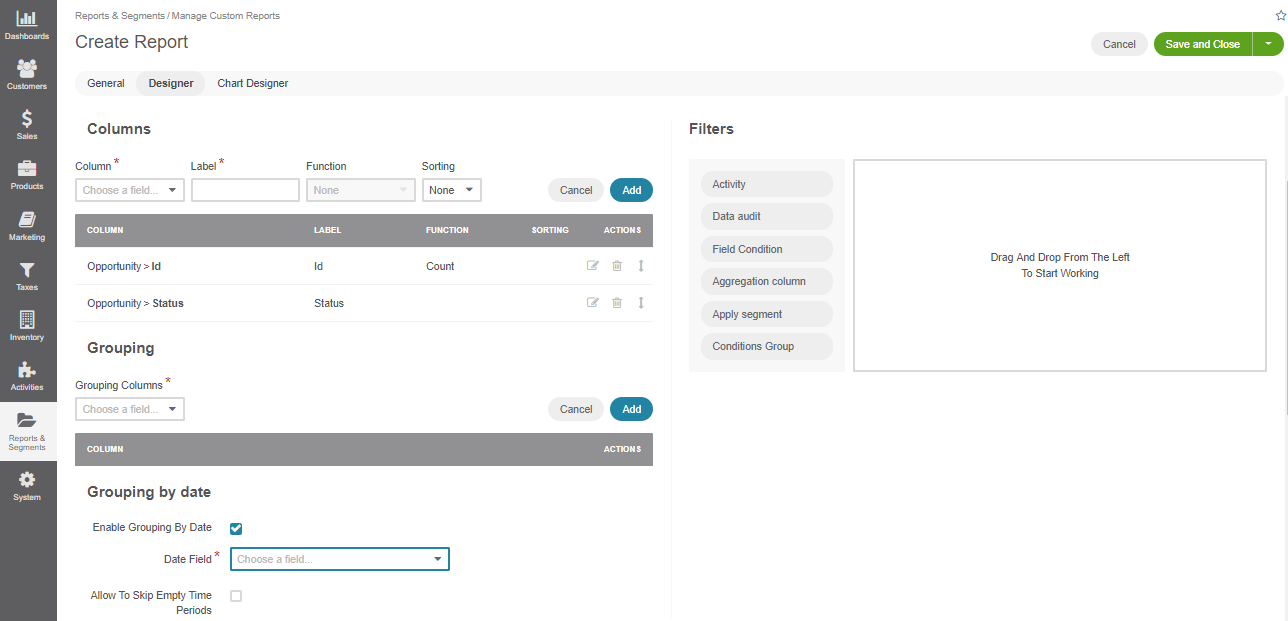 Dashboards
Customers
Sales
Products
Marketing
Taxes
Inventory
Activities
Reports &
Segments
System
Reports & Segments / Manage Custom Reports
Create Report
Cancel
Save and Close
General
Designer
Chart Designer
Columns
Column *
Label *
Function
Sorting
Choose a field...
None
None
Cancel
Add
COLUMN
LABEL
FUNCTION
SORTING
ACTIONS
Opportunity > Id
Id
Count
Opportunity > Status
Status
Grouping
Grouping Columns *
Choose a field...
Cancel
Add
COLUMN
ACTIONS
Grouping by date
Enable Grouping By Date
Date Field *
Choose a field...
Allow To Skip Empty Time
Periods
Filters
Activity
Data audit
Field Condition
Aggregation column
Apply segment
Conditions Group
Drag And Drop From The Left
To Start Working